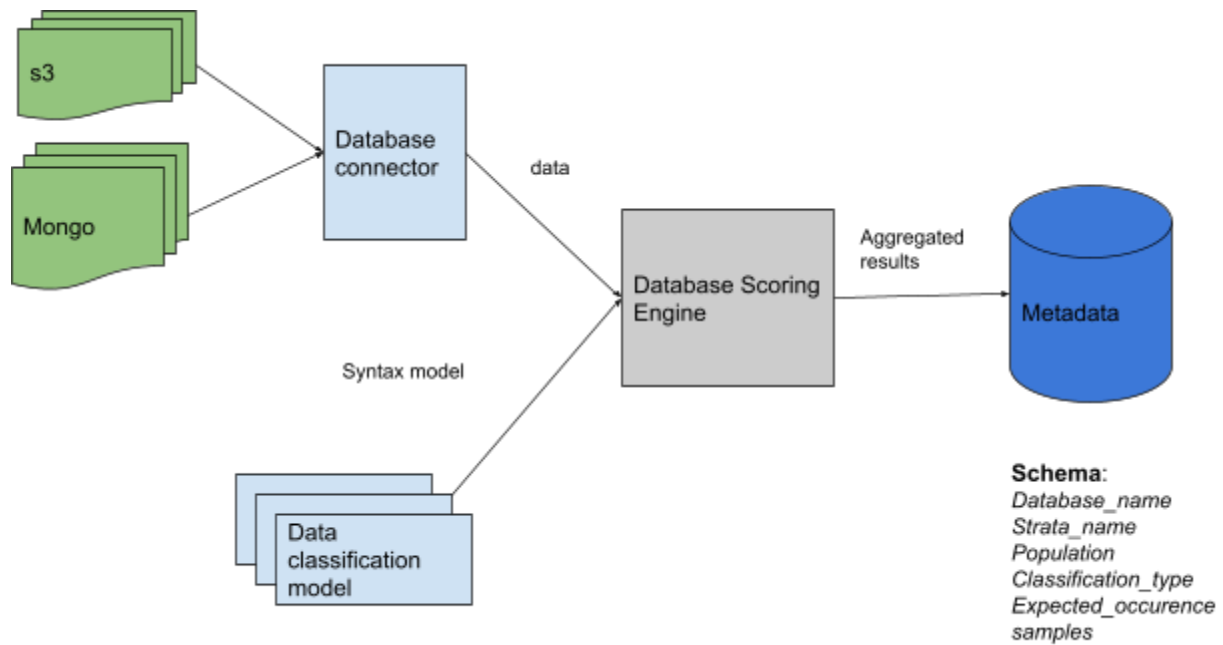 s3
Database
connector
Mongo
data
Aggregated
results
Database Scoring
Engine
Metadata
Syntax model
Data
classification
model
Schema:
Database_name
Strata_name
Population
Classification_type
Expected_occurence
samples